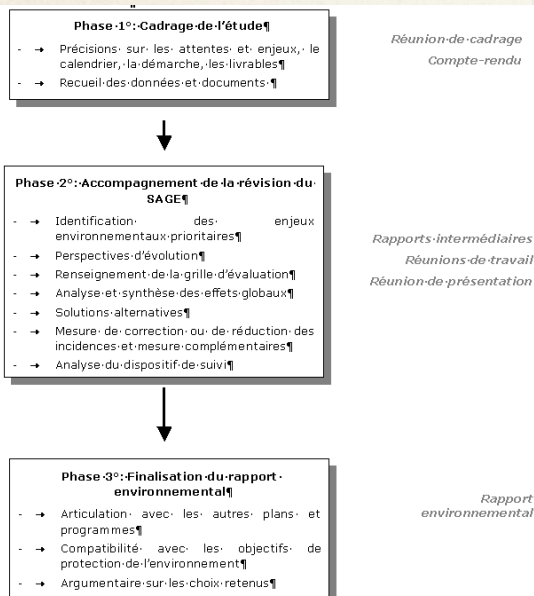 Phase·1°:·Cadrage·de·l'étude¶
- → Précisions· sur· les· attentes· et· enjeux,· le
calendrier,·la·démarche,·les·livrables¶
- → Recueil·des·données·et·documents·¶
Réunion·de·cadrage
Compte-rendu
Phase·2°:·Accompagnement·de·la·révision·du·
SAGE¶
- → Identification· des· enjeux
environnementaux·prioritaires¶
- → Perspectives·d'évolution¶
- → Renseignement·de·la·grille·d'évaluation¶
- → Analyse·et·synthèse·des·effets·globaux¶
- → Solutions·alternatives¶
- → Mesure· de· correction· ou· de· réduction· des
incidences·et·mesure·complémentaires¶
- → Analyse·du·dispositif·de·suivi¶
Rapports·intermédiaires
Réunions·de·travail
Réunion·de·présentation
Phase·3°:·Finalisation·du·rapport·
environnemental¶
- → Articulation· avec· les· autres· plans· et
programmes¶
- → Compatibilité· avec· les· objectifs· de
protection·de·l'environnement¶
- → Argumentaire·sur·les·choix·retenus¶
Rapport
environnemental